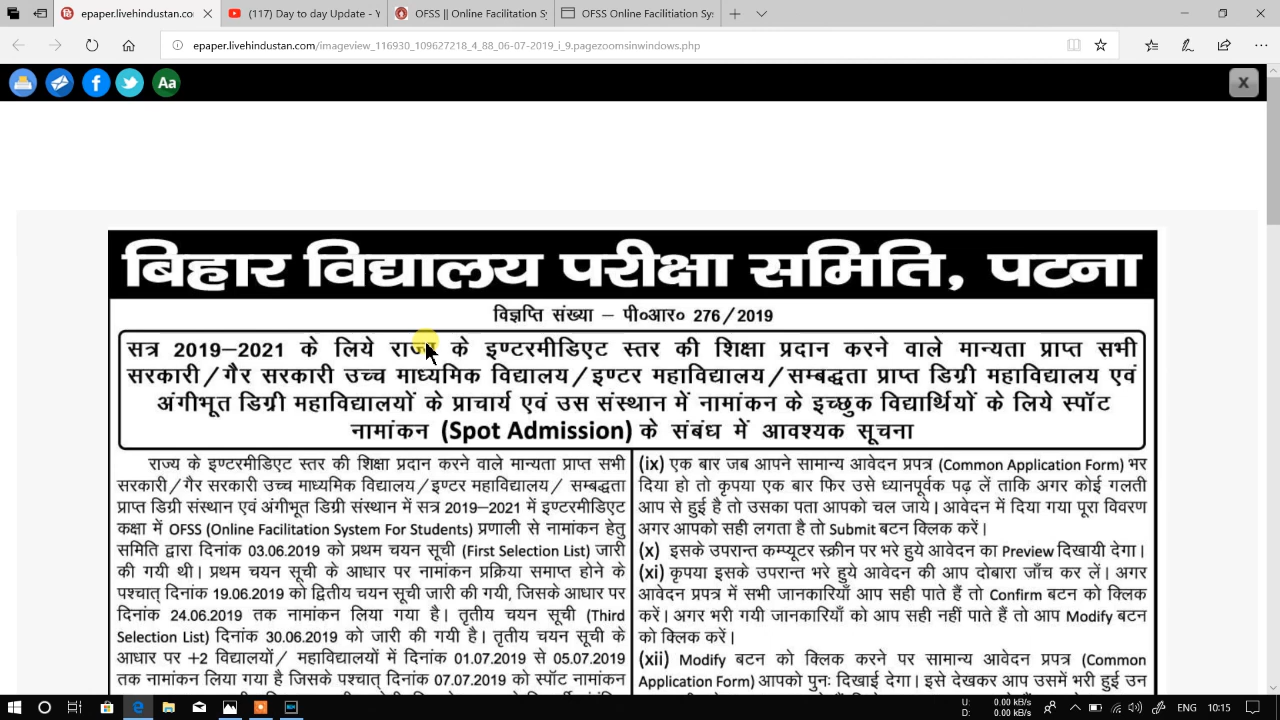 epaper.livehindustan.con
(117) Day to day Update - Y
OFSS || Online Facilitation S
OFSS Online Facilitiation Sy
epaper.livehindustan.com/imageview_116930_109627218_4_88_06-07-2019_i_9.pagezoomsinwindows.php
Aa
X
बिहार विद्यालय परीक्षा समिति, पटना
विज्ञप्ति संख्या – पी०आर० 276/2019
सत्र 2019–2021 के लिये राज्य के इण्टरमीडिएट स्तर की शिक्षा प्रदान करने वाले मान्यता प्राप्त सभी
सरकारी/गैर सरकारी उच्च माध्यमिक विद्यालय/इण्टर महाविद्यालय/सम्बद्धता प्राप्त डिग्री महाविद्यालय एवं
अंगीभूत डिग्री महाविद्यालयों के प्राचार्य एवं उस संस्थान में नामांकन के इच्छुक विद्यार्थियों के लिये स्पॉट
नामांकन (Spot Admission) के संबंध में आवश्यक सूचना
राज्य के इण्टरमीडिएट स्तर की शिक्षा प्रदान करने वाले मान्यता प्राप्त सभी
सरकारी/गैर सरकारी उच्च माध्यमिक विद्यालय/इण्टर महाविद्यालय/ सम्बद्धता
प्राप्त डिग्री संस्थान एवं अंगीभूत डिग्री संस्थान में सत्र 2019–2021 में इण्टरमीडिएट
कक्षा में OFSS (Online Facilitation System For Students) प्रणाली से नामांकन हेतु
समिति द्वारा दिनांक 03.06.2019 को प्रथम चयन सूची (First Selection List) जारी
की गयी थी। प्रथम चयन सूची के आधार पर नामांकन प्रक्रिया समाप्त होने के
पश्चात् दिनांक 19.06.2019 को द्वितीय चयन सूची जारी की गयी, जिसके आधार पर
दिनांक 24.06.2019 तक नामांकन लिया गया है। तृतीय चयन सूची (Third
Selection List) दिनांक 30.06.2019 को जारी की गयी है। तृतीय चयन सूची के
आधार पर +2 विद्यालयों/ महाविद्यालयों में दिनांक 01.07.2019 से 05.07.2019
तक नामांकन लिया गया है जिसके पश्चात् दिनांक 07.07.2019 को स्पॉट नामांकन
(ix) एक बार जब आपने सामान्य आवेदन प्रपत्र (Common Application Form) भर
दिया हो तो कृपया एक बार फिर उसे ध्यानपूर्वक पढ़ लें ताकि अगर कोई गलती
आप से हुई है तो उसका पता आपको चल जाये। आवेदन में दिया गया पूरा विवरण
अगर आपको सही लगता है तो Submit बटन क्लिक करें।
(x) इसके उपरान्त कम्प्यूटर स्क्रीन पर भरे हुये आवेदन का Preview दिखायी देगा।
(xi) कृपया इसके उपरान्त भरे हुये आवेदन की आप दोबारा जाँच कर लें। अगर
आवेदन प्रपत्र में सभी जानकारियाँ आप सही पाते हैं तो Confirm बटन को क्लिक
करें। अगर भरी गयी जानकारियाँ को आप सही नहीं पाते हैं तो आप Modify बटन
को क्लिक करें।
(xii) Modify बटन को क्लिक करने पर सामान्य आवेदन प्रपत्र (Common
Application Form) आपको पुनः दिखाई देगा। इसे देखकर आप उसमें भरी हुई उन
U: 0.00 kB/s
D: 0.00 kB/s
ENG 10:15